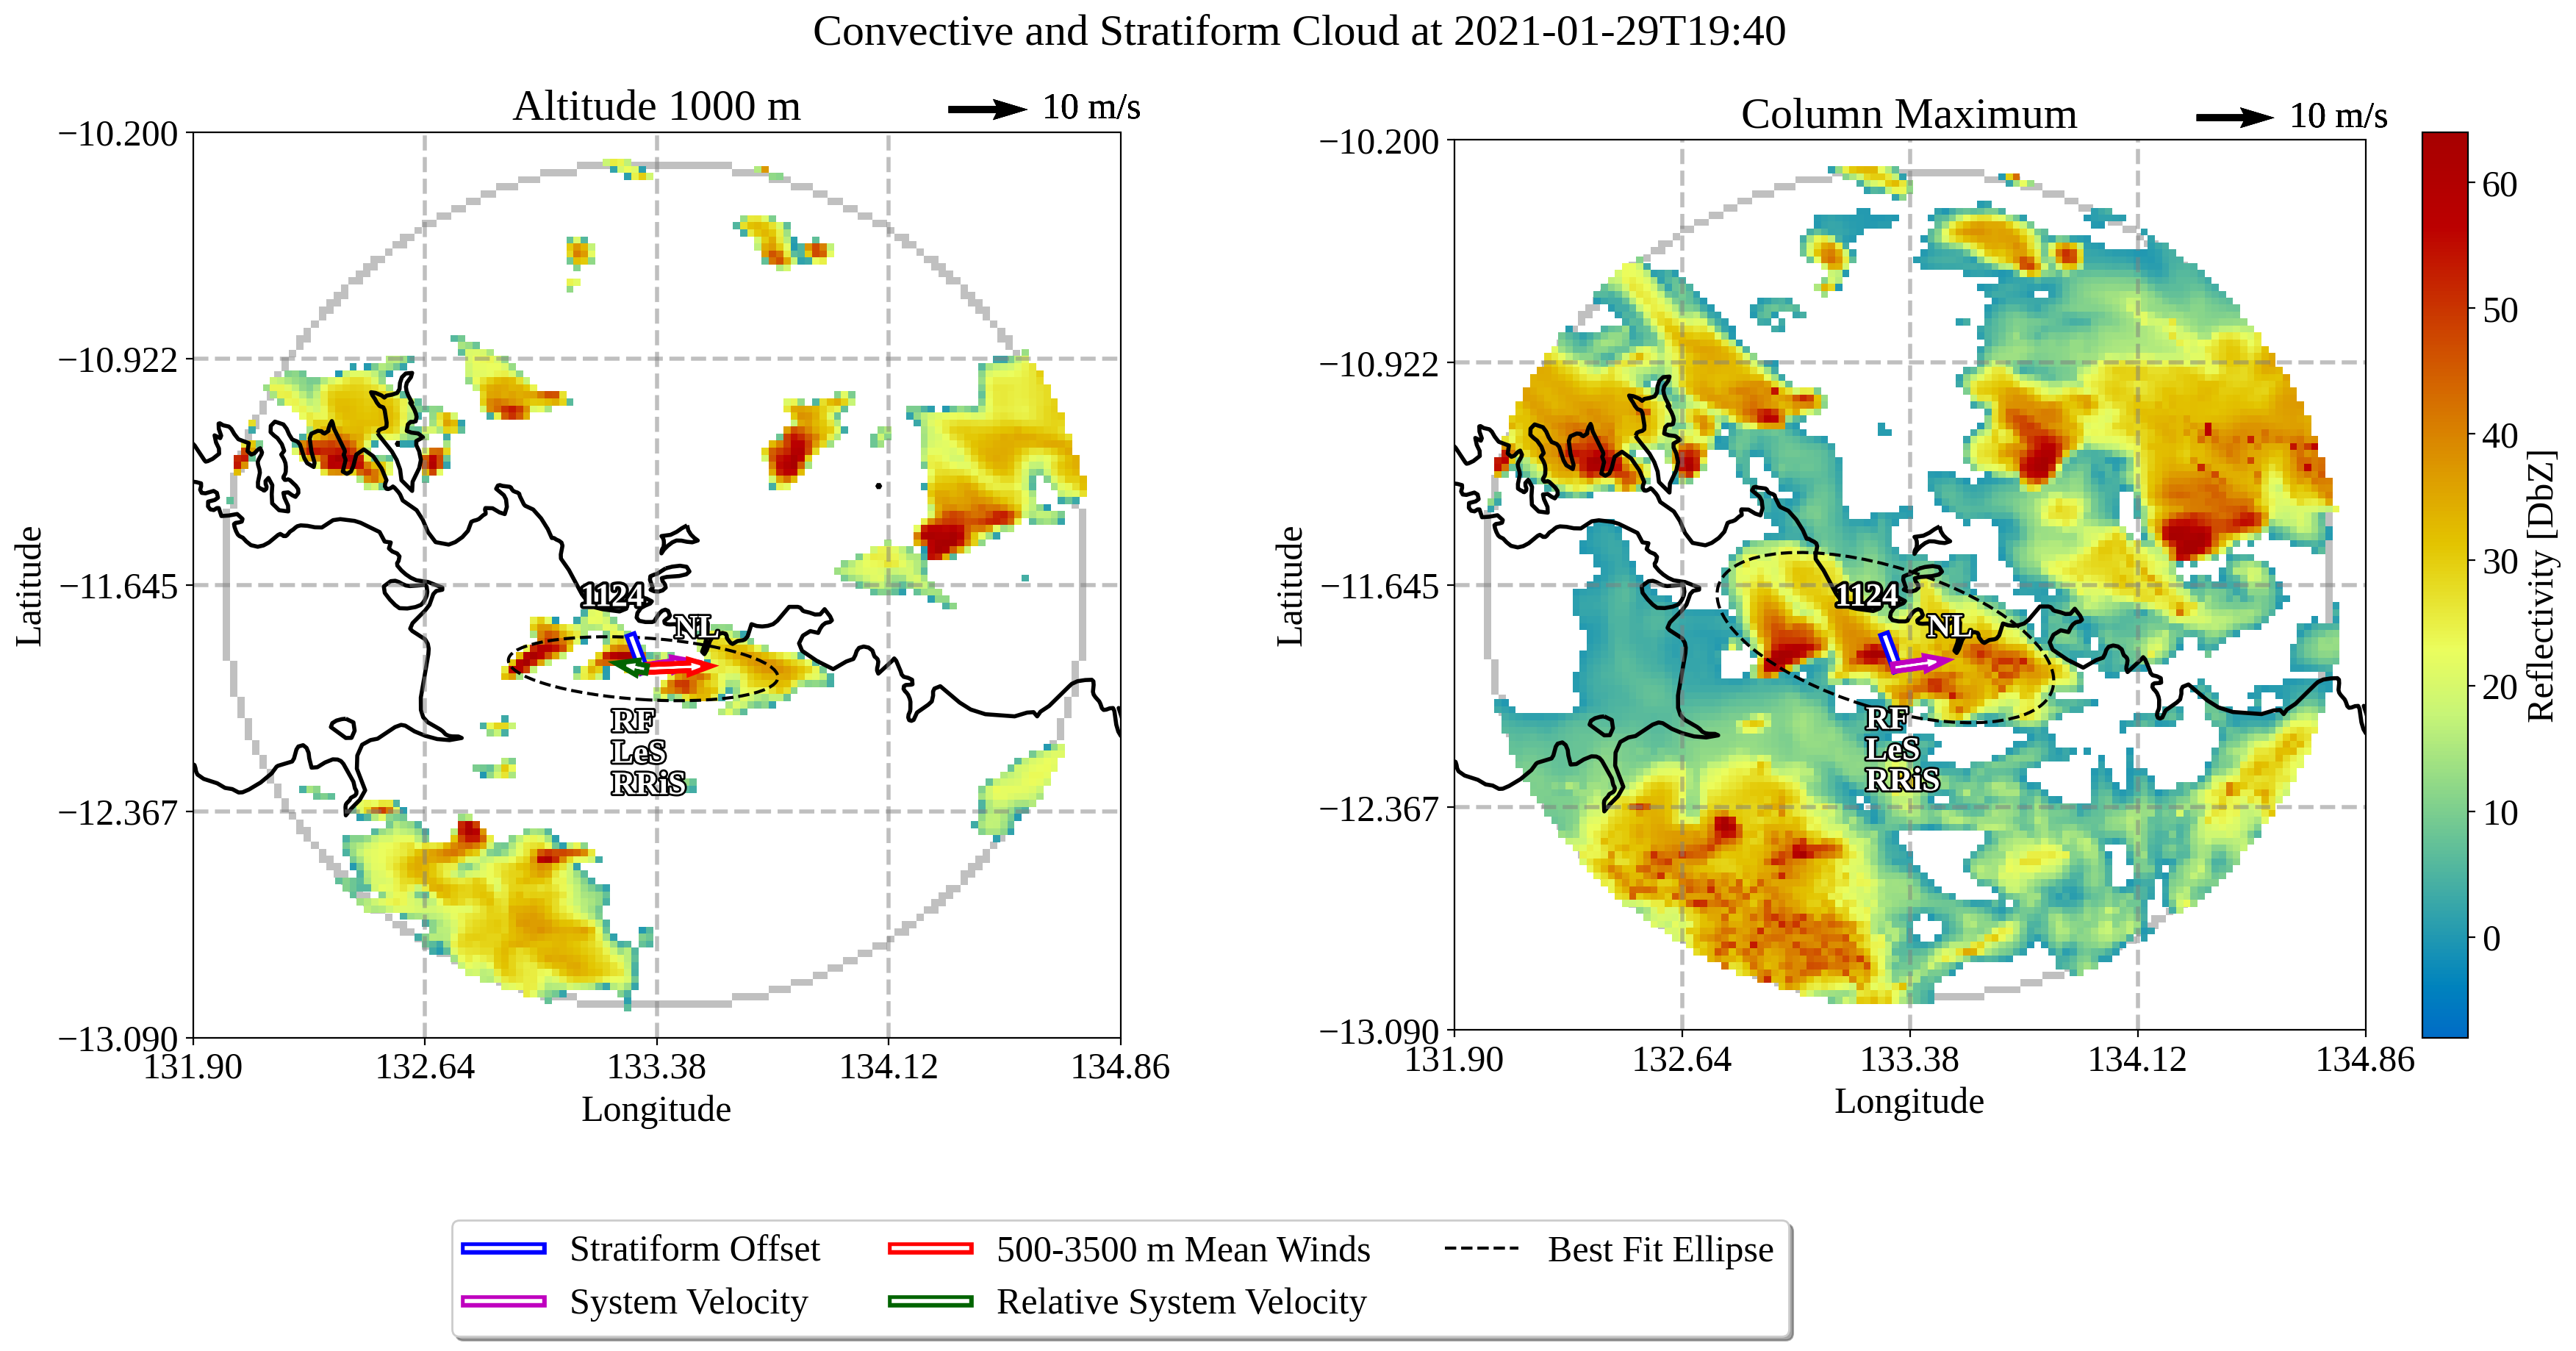 Convective and Stratiform Cloud at 2021-01-29T19:40
Altitude 1000 m
10 m/s
−10.200
−10.922
−11.645
−12.367
−13.090
131.90
132.64
133.38
134.12
134.86
Latitude
Longitude
1124
NL
RF
LeS
RRiS
Column Maximum
10 m/s
−10.200
−10.922
−11.645
−12.367
−13.090
131.90
132.64
133.38
134.12
134.86
Latitude
Longitude
1124
NL
RF
LeS
RRiS
60
50
40
30
20
10
0
Reflectivity [DbZ]
Stratiform Offset
System Velocity
500-3500 m Mean Winds
Relative System Velocity
Best Fit Ellipse